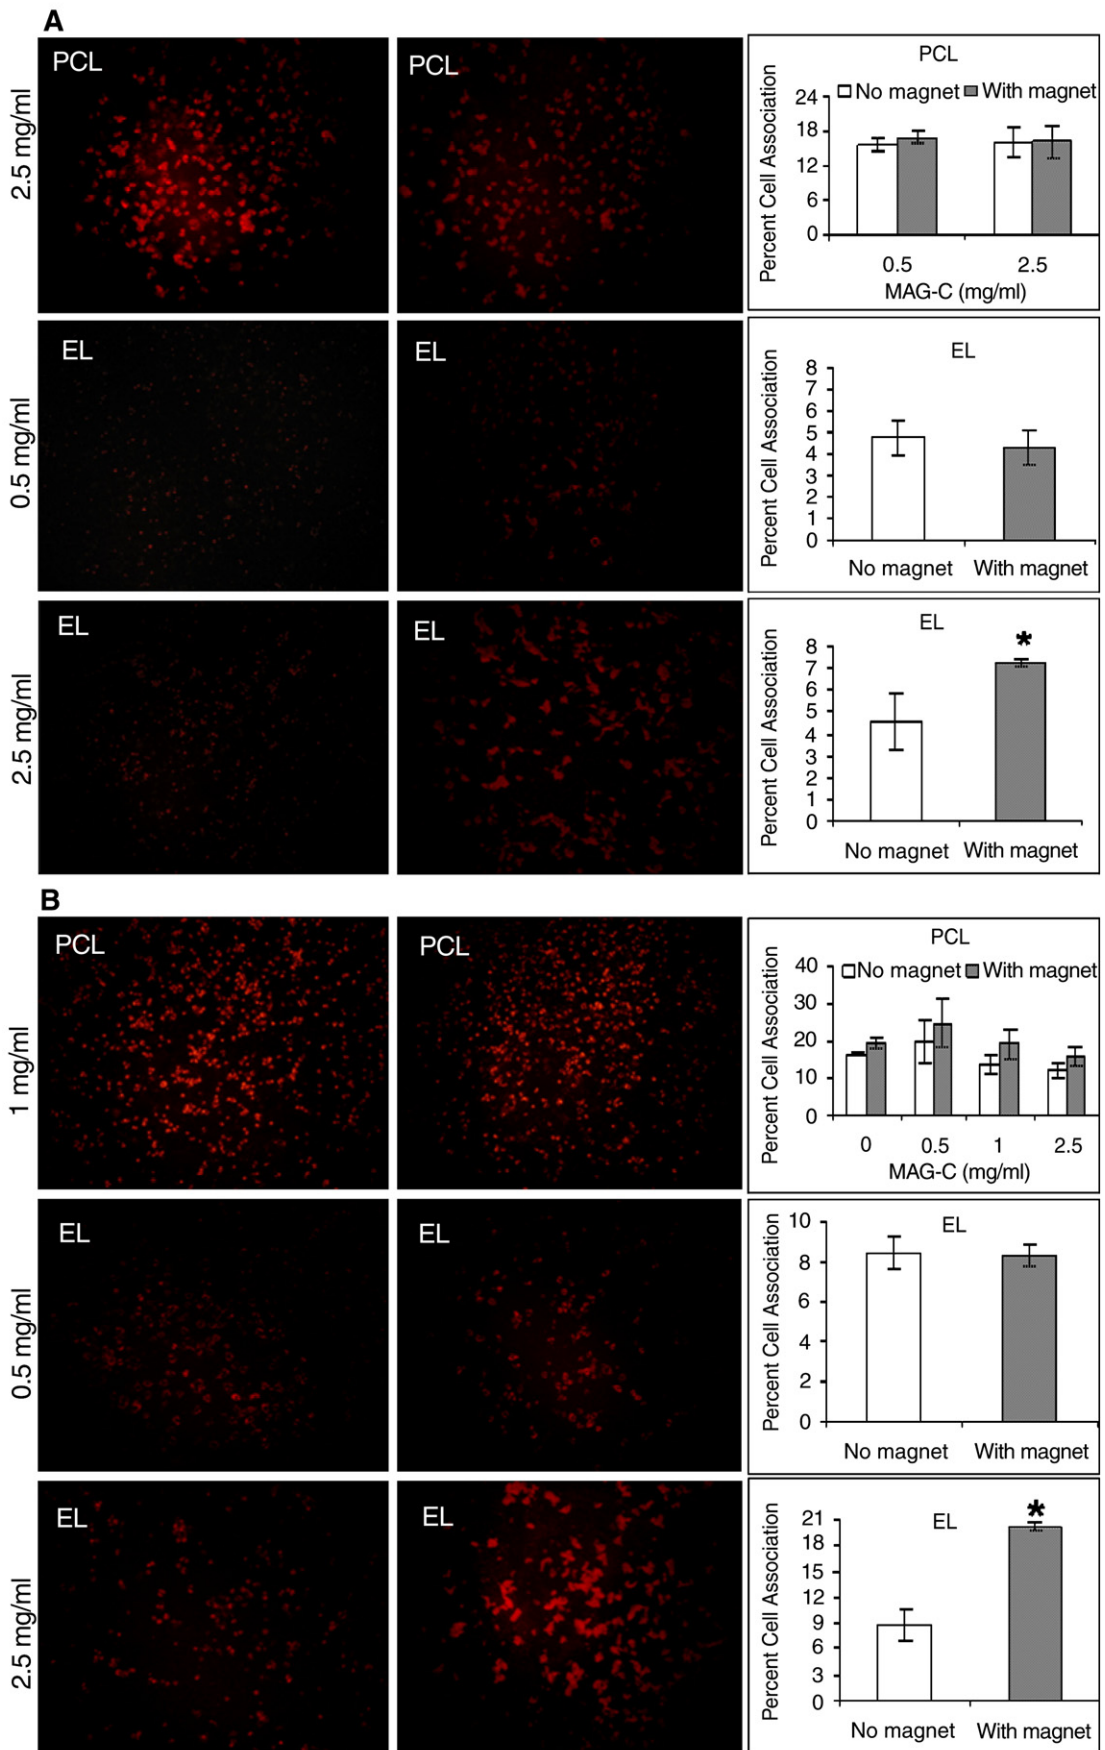 A
2.5 mg/ml
PCL
PCL
PCL
No magnet With magnet
Percent Cell Association
24
18
12
6
0
0.5 2.5
MAG-C (mg/ml)
0.5 mg/ml
EL
EL
EL
Percent Cell Association
8
7
6
5
4
3
2
1
0
No magnet With magnet
2.5 mg/ml
EL
EL
EL
Percent Cell Association
8
7
6
5
4
3
2
1
0
*
No magnet With magnet
B
1 mg/ml
PCL
PCL
PCL
No magnet With magnet
Percent Cell Association
40
30
20
10
0
0 0.5 1 2.5
MAG-C (mg/ml)
0.5 mg/ml
EL
EL
EL
Percent Cell Association
10
8
6
4
2
0
No magnet With magnet
2.5 mg/ml
EL
EL
EL
Percent Cell Association
21
18
15
12
9
6
3
0
*
No magnet With magnet